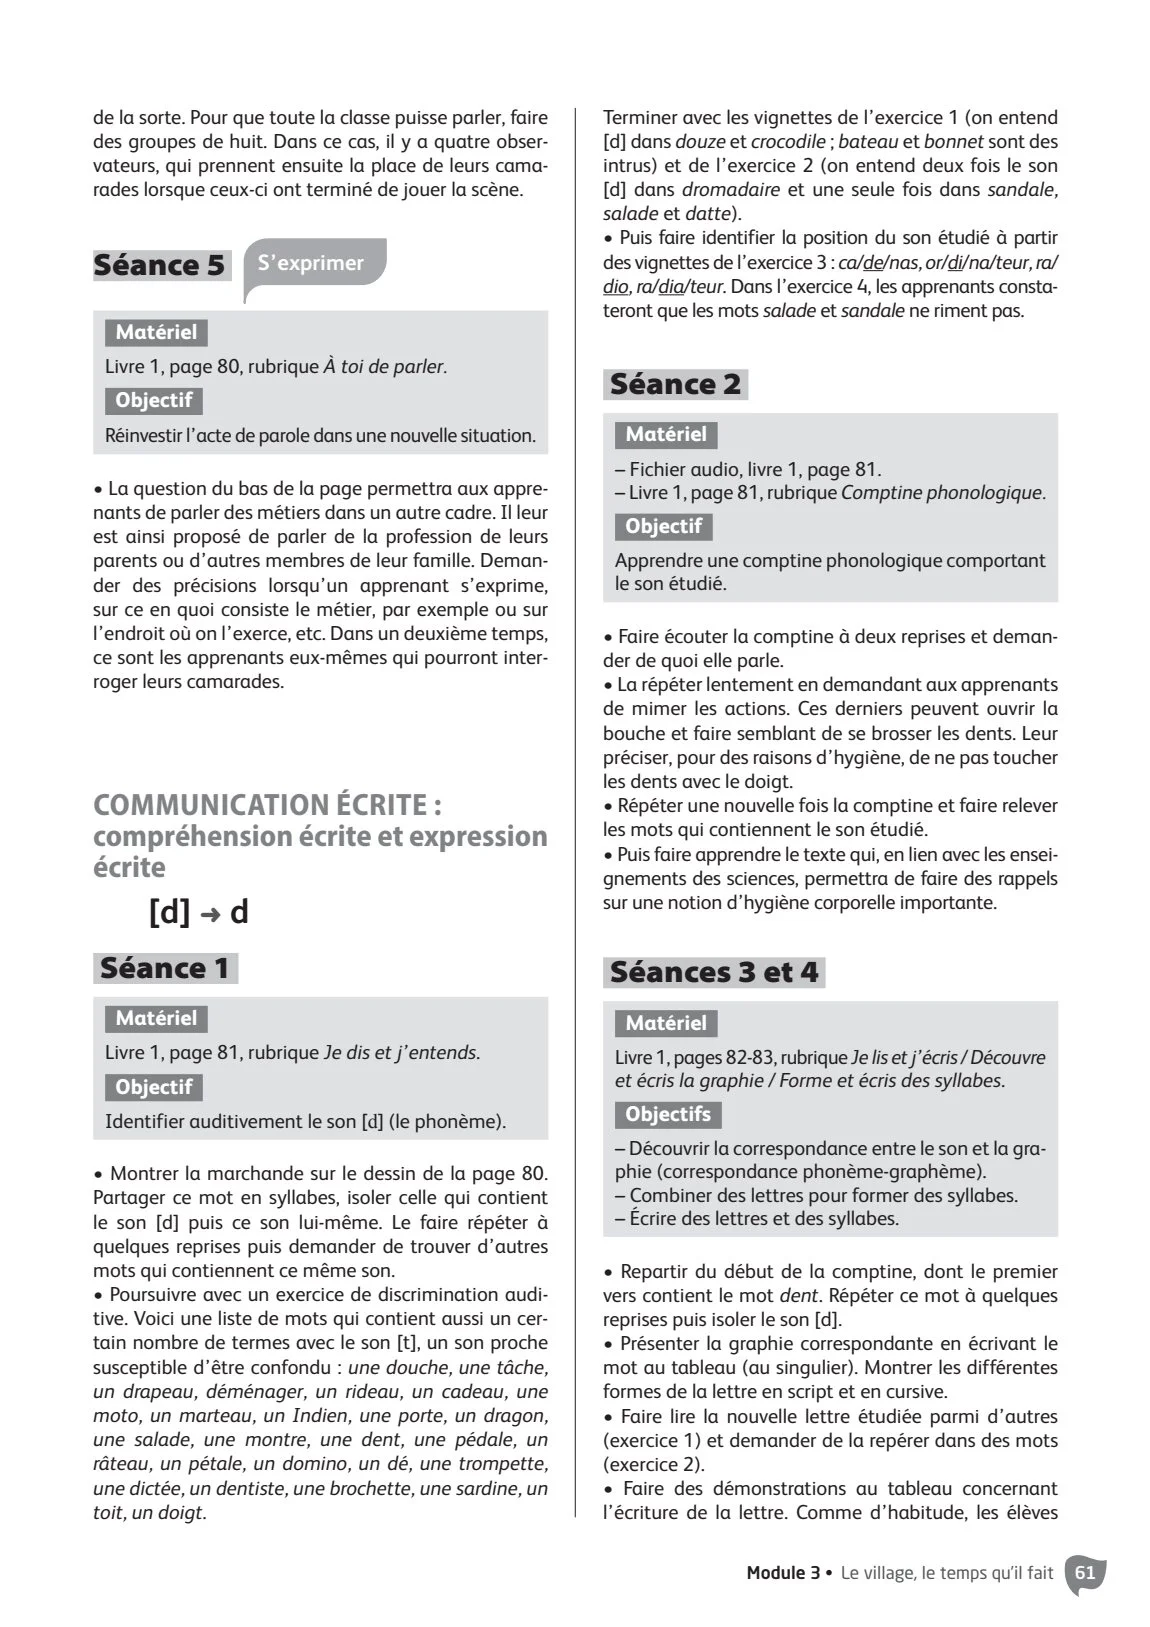 de la sorte. Pour que toute la classe puisse parler, faire
des groupes de huit. Dans ce cas, il y a quatre obser-
vateurs, qui prennent ensuite la place de leurs cama-
rades lorsque ceux-ci ont terminé de jouer la scène.
Séance 5
S'exprimer
Matériel
Livre 1, page 80, rubrique À toi de parler.
Objectif
Réinvestir l'acte de parole dans une nouvelle situation.
• La question du bas de la page permettra aux appre-
nants de parler des métiers dans un autre cadre. Il leur
est ainsi proposé de parler de la profession de leurs
parents ou d'autres membres de leur famille. Deman-
der des précisions lorsqu'un apprenant s'exprime,
sur ce en quoi consiste le métier, par exemple ou sur
l'endroit où on l'exerce, etc. Dans un deuxième temps,
ce sont les apprenants eux-mêmes qui pourront inter-
roger leurs camarades.
COMMUNICATION ÉCRITE :
compréhension écrite et expression
écrite
[d] ➜ d
Séance 1
Matériel
Livre 1, page 81, rubrique Je dis et j'entends.
Objectif
Identifier auditivement le son [d] (le phonème).
• Montrer la marchande sur le dessin de la page 80.
Partager ce mot en syllabes, isoler celle qui contient
le son [d] puis ce son lui-même. Le faire répéter à
quelques reprises puis demander de trouver d'autres
mots qui contiennent ce même son.
• Poursuivre avec un exercice de discrimination audi-
tive. Voici une liste de mots qui contient aussi un cer-
tain nombre de termes avec le son [t], un son proche
susceptible d'être confondu : une douche, une tâche,
un drapeau, déménager, un rideau, un cadeau, une
moto, un marteau, un Indien, une porte, un dragon,
une salade, une montre, une dent, une pédale, un
râteau, un pétale, un domino, un dé, une trompette,
une dictée, un dentiste, une brochette, une sardine, un
toit, un doigt.
Terminer avec les vignettes de l'exercice 1 (on entend
[d] dans douze et crocodile ; bateau et bonnet sont des
intrus) et de l'exercice 2 (on entend deux fois le son
[d] dans dromadaire et une seule fois dans sandale,
salade et datte).
• Puis faire identifier la position du son étudié à partir
des vignettes de l'exercice 3 : ca/de/nas, or/di/na/teur, ra/
dio, ra/dia/teur. Dans l'exercice 4, les apprenants consta-
teront que les mots salade et sandale ne riment pas.
Séance 2
Matériel
– Fichier audio, livre 1, page 81.
– Livre 1, page 81, rubrique Comptine phonologique.
Objectif
Apprendre une comptine phonologique comportant
le son étudié.
• Faire écouter la comptine à deux reprises et deman-
der de quoi elle parle.
• La répéter lentement en demandant aux apprenants
de mimer les actions. Ces derniers peuvent ouvrir la
bouche et faire semblant de se brosser les dents. Leur
préciser, pour des raisons d'hygiène, de ne pas toucher
les dents avec le doigt.
• Répéter une nouvelle fois la comptine et faire relever
les mots qui contiennent le son étudié.
• Puis faire apprendre le texte qui, en lien avec les ensei-
gnements des sciences, permettra de faire des rappels
sur une notion d'hygiène corporelle importante.
Séances 3 et 4
Matériel
Livre 1, pages 82-83, rubrique Je lis et j'écris / Découvre
et écris la graphie / Forme et écris des syllabes.
Objectifs
– Découvrir la correspondance entre le son et la gra-
phie (correspondance phonème-graphème).
– Combiner des lettres pour former des syllabes.
– Écrire des lettres et des syllabes.
• Repartir du début de la comptine, dont le premier
vers contient le mot dent. Répéter ce mot à quelques
reprises puis isoler le son [d].
• Présenter la graphie correspondante en écrivant le
mot au tableau (au singulier). Montrer les différentes
formes de la lettre en script et en cursive.
• Faire lire la nouvelle lettre étudiée parmi d'autres
(exercice 1) et demander de la repérer dans des mots
(exercice 2).
• Faire des démonstrations au tableau concernant
l'écriture de la lettre. Comme d'habitude, les élèves
Module 3 • Le village, le temps qu'il fait 61